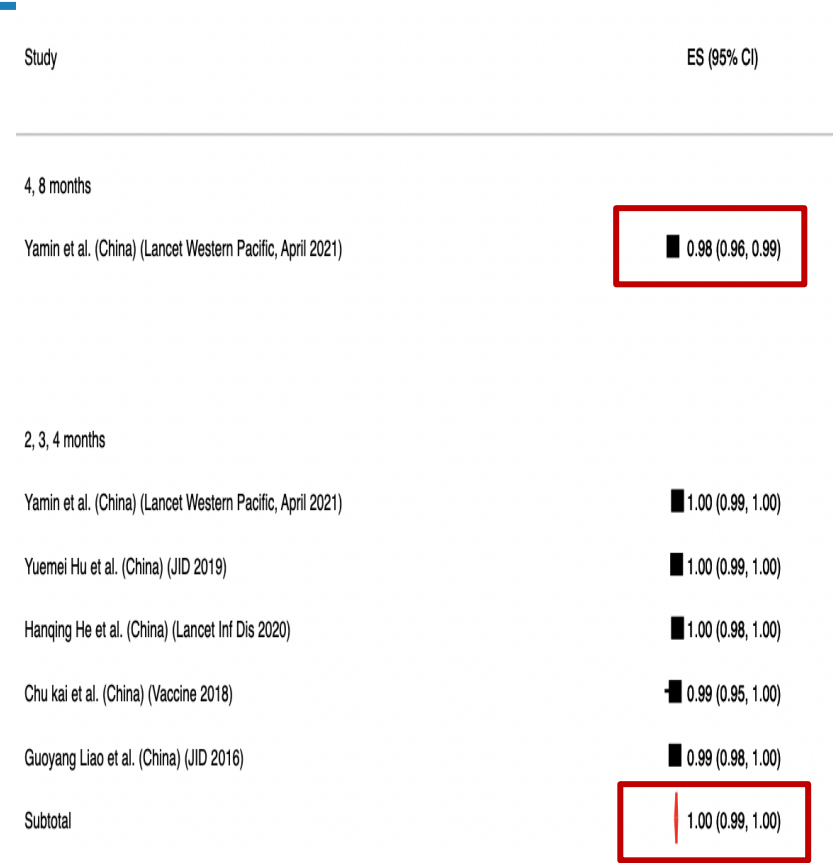 Study ES (95% CI)
4, 8 months
Yamin et al. (China) (Lancet Western Pacific, April 2021) 0.98 (0.96, 0.99)
2, 3, 4 months
Yamin et al. (China) (Lancet Western Pacific, April 2021) 1.00 (0.99, 1.00)
Yuemei Hu et al. (China) (JID 2019) 1.00 (0.99, 1.00)
Hanqing He et al. (China) (Lancet Inf Dis 2020) 1.00 (0.98, 1.00)
Chu kai et al. (China) (Vaccine 2018) 0.99 (0.95, 1.00)
Guoyang Liao et al. (China) (JID 2016) 0.99 (0.98, 1.00)
Subtotal 1.00 (0.99, 1.00)